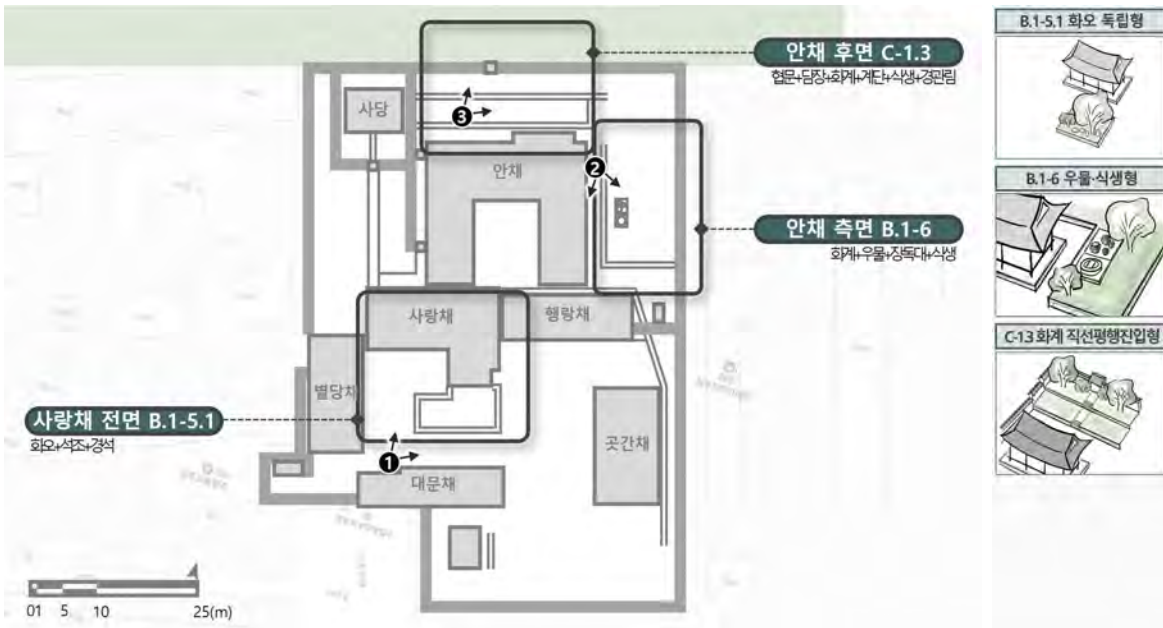 안채 후면 C-1.3
협문+담장+화계+계단+식생+경관림
사당
❸
안채
❷
안채 측면 B.1-6
화계+우물+장독대+식생
사랑채
행랑채
별당채
사랑채 전면 B.1-5.1
화오+석조+경석
❶
곳간채
대문채
01 5 10 25(m)
B.1-5.1 화오 독립형
B.1-6 우물·식생형
C-1.3 화계 직선평행진입형